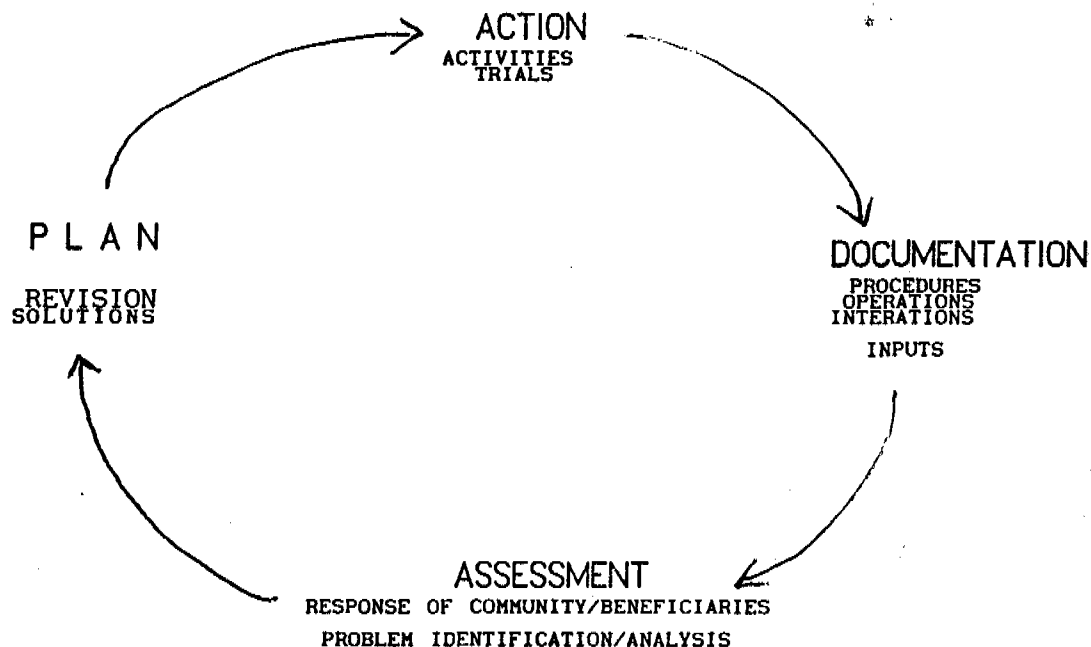 ACTION
ACTIVITIES
TRIALS
PLAN
REVISION
SOLUTIONS
DOCUMENTATION
PROCEDURES
OPERATIONS
INTERATIONS
INPUTS
ASSESSMENT
RESPONSE OF COMMUNITY/BENEFICIARIES
PROBLEM IDENTIFICATION/ANALYSIS